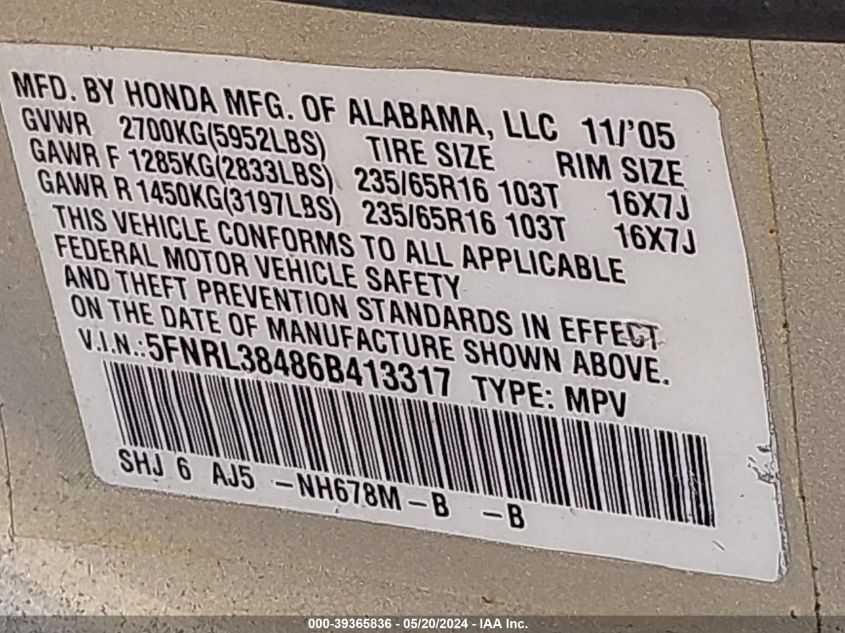 MFD. BY HONDA MFG. OF ALABAMA, LLC 11/'05
GVWR 2700KG(5952LBS) TIRE SIZE RIM SIZE
GAWR F 1285KG(2833LBS) 235/65R16 103T 16X7J
GAWR R 1450KG(3197LBS) 235/65R16 103T 16X7J
THIS VEHICLE CONFORMS TO ALL APPLICABLE
FEDERAL MOTOR VEHICLE SAFETY
AND THEFT PREVENTION STANDARDS IN EFFECT
ON THE DATE OF MANUFACTURE SHOWN ABOVE.
V.I.N.:5FNRL38486B413317 TYPE: MPV
SHJ 6 AJ5 -NH678M-B -B
000-39365836 - 05/20/2024 - IAA Inc.